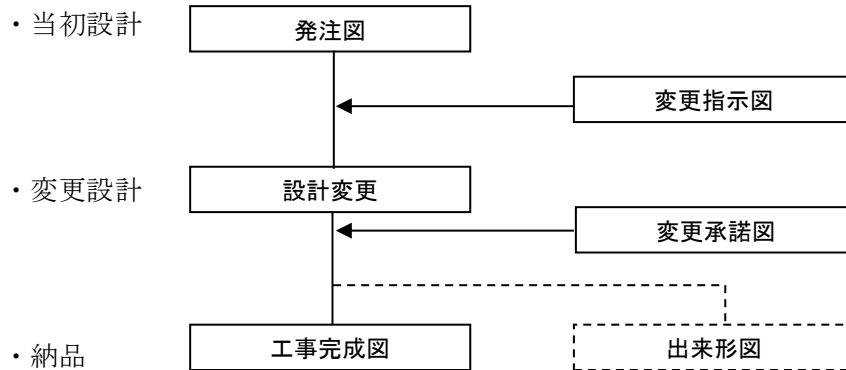 ・当初設計
発注図
変更指示図
・変更設計
設計変更
変更承諾図
・納品
工事完成図
出来形図